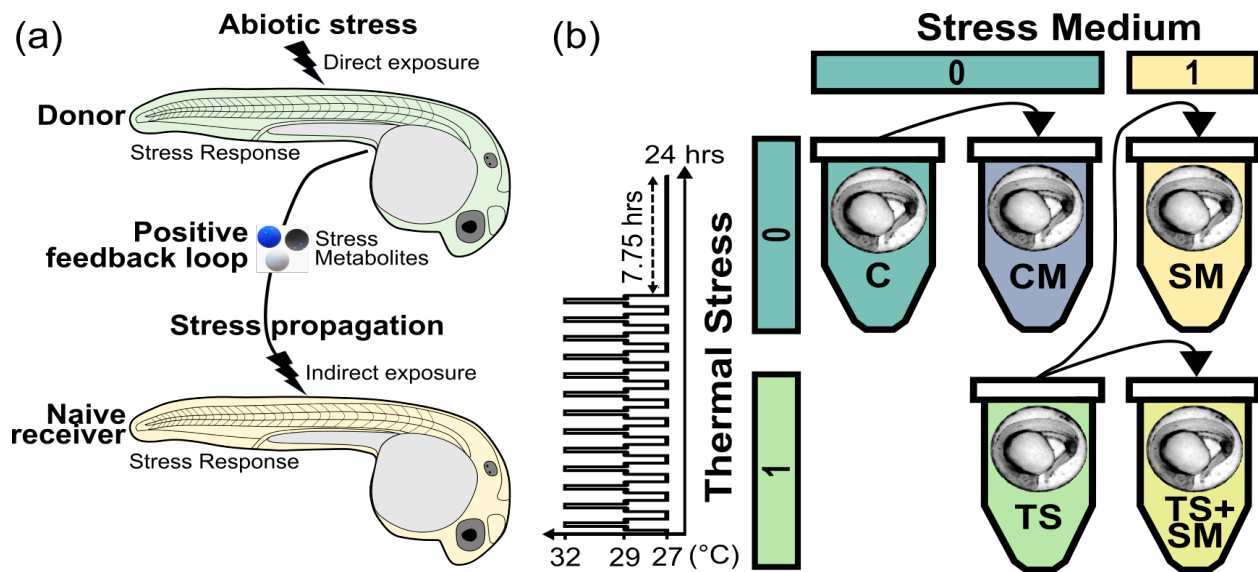 (a)
Abiotic stress
Direct exposure
Donor
Stress Response
Positive
feedback loop
Stress
Metabolites
Stress propagation
Indirect exposure
Naive
receiver
Stress Response
(b)
Stress Medium
0
1
24 hrs
7.75 hrs
Thermal Stress
0
1
C
CM
SM
TS
TS+
SM
32
29
27
(°C)